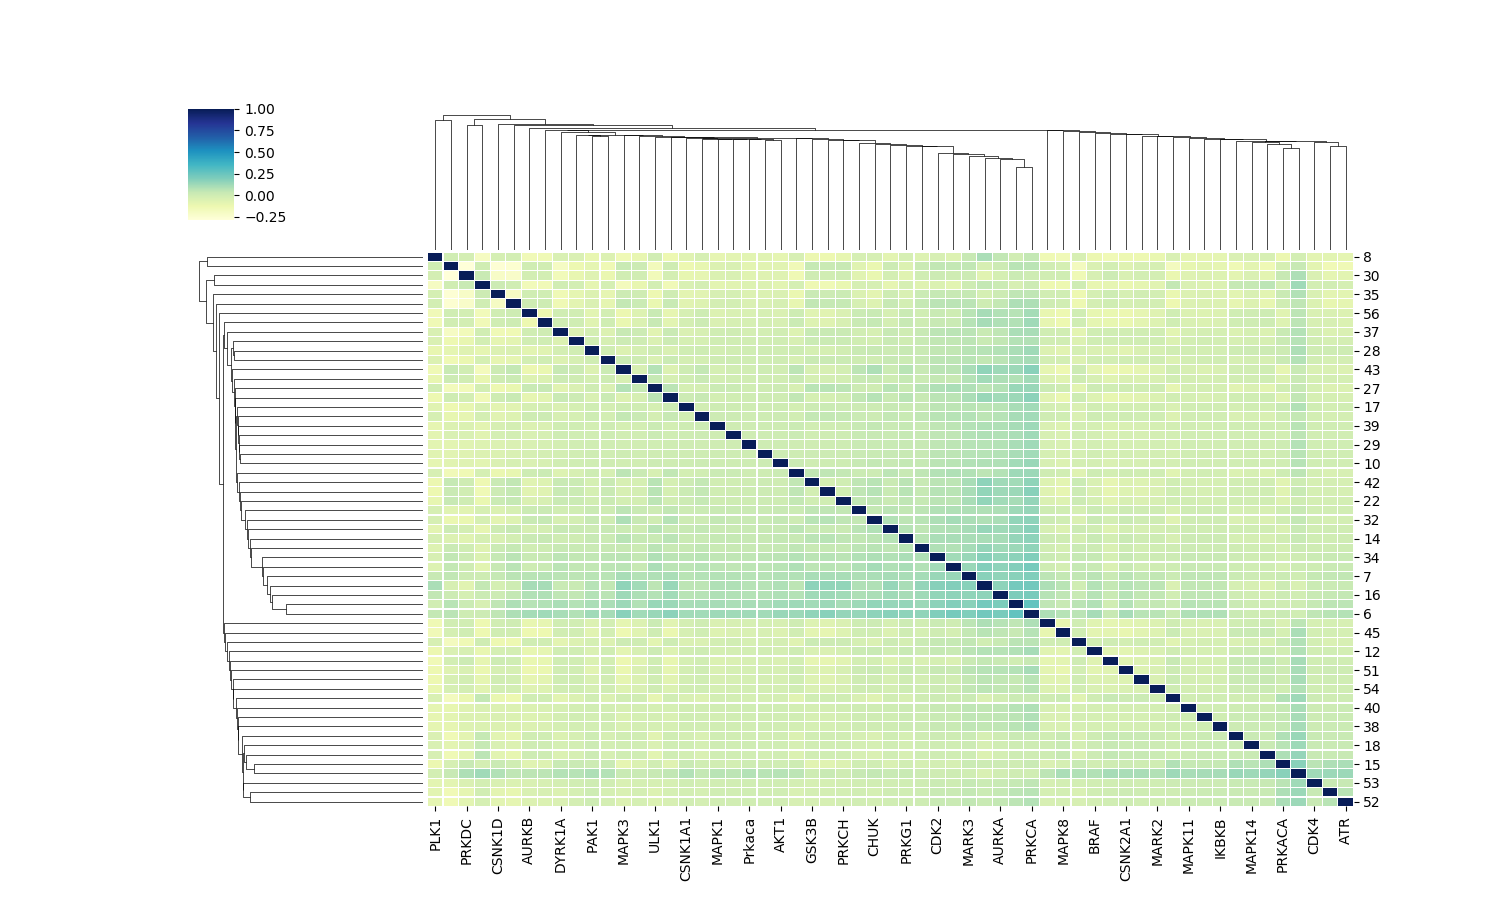 1.00
0.75
0.50
0.25
0.00
−0.25
8
30
35
56
37
28
43
27
17
39
29
10
42
22
32
14
34
7
16
6
45
12
51
54
40
38
18
15
53
52
PLK1
PRKDC
CSNK1D
AURKB
DYRK1A
PAK1
MAPK3
ULK1
CSNK1A1
MAPK1
Prkaca
AKT1
GSK3B
PRKCH
CHUK
PRKG1
CDK2
MARK3
AURKA
PRKCA
MAPK8
BRAF
CSNK2A1
MARK2
MAPK11
IKBKB
MAPK14
PRKACA
CDK4
ATR